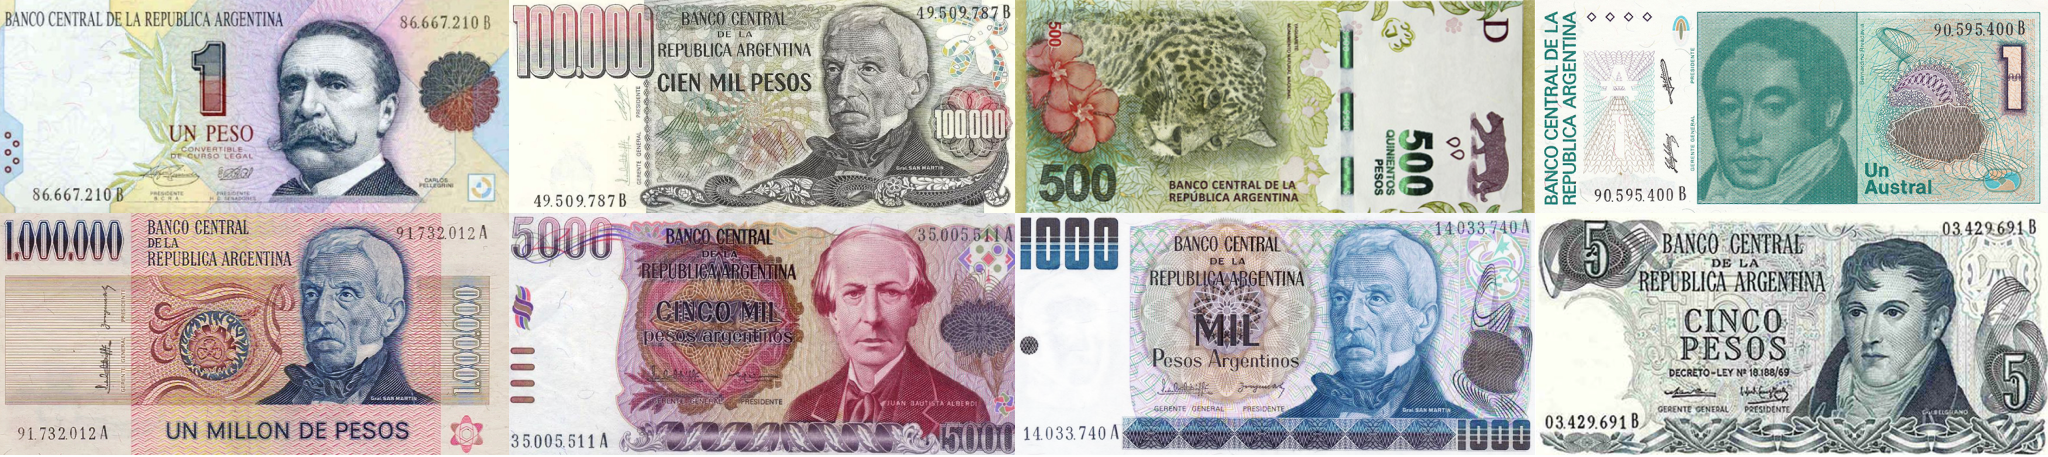 BANCO CENTRAL DE LA REPUBLICA ARGENTINA
86.667.210 B
1
UN PESO
CONVERTIBLE
DE CURSO LEGAL
PRESIDENTE
B.C.R.A.
PRESIDENTE
H. C. SENADORES
CARLOS
PELLEGRINI
86.667.210 B
100.000
BANCO CENTRAL
DE LA
REPUBLICA ARGENTINA
CIEN MIL PESOS
49.509.787 B
PRESIDENTE
GERENTE GENERAL
100.000
Gral. SAN MARTIN
49.509.787 B
500
D
500
QUINIENTOS
PESOS
500
BANCO CENTRAL DE LA
REPÚBLICA ARGENTINA
BANCO CENTRAL DE LA
REPUBLICA ARGENTINA
PRESIDENTE
GERENTE GENERAL
90.595.400 B
1
Un
Austral
90.595.400 B
1.000.000
BANCO CENTRAL
DE LA
REPUBLICA ARGENTINA
91.732.012 A
PRESIDENTE
GERENTE GENERAL
1.000.000
Gral. SAN MARTIN
91.732.012 A
UN MILLON DE PESOS
5000
BANCO CENTRAL
DE LA
REPUBLICA ARGENTINA
CINCO MIL
pesos argentinos
35.005.511 A
GERENTE GENERAL
PRESIDENTE
JUAN BAUTISTA ALBERDI
35.005.511 A
5000
1000
BANCO CENTRAL
DE LA
REPUBLICA ARGENTINA
MIL
Pesos Argentinos
14.033.740 A
GERENTE GENERAL
PRESIDENTE
Gral. SAN MARTIN
14.033.740 A
1000
5
BANCO CENTRAL
DE LA
REPUBLICA ARGENTINA
CINCO
PESOS
DECRETO-LEY Nº 18.188/69
03.429.691 B
GERENTE GENERAL
PRESIDENTE
Gral. BELGRANO
5
03.429.691 B